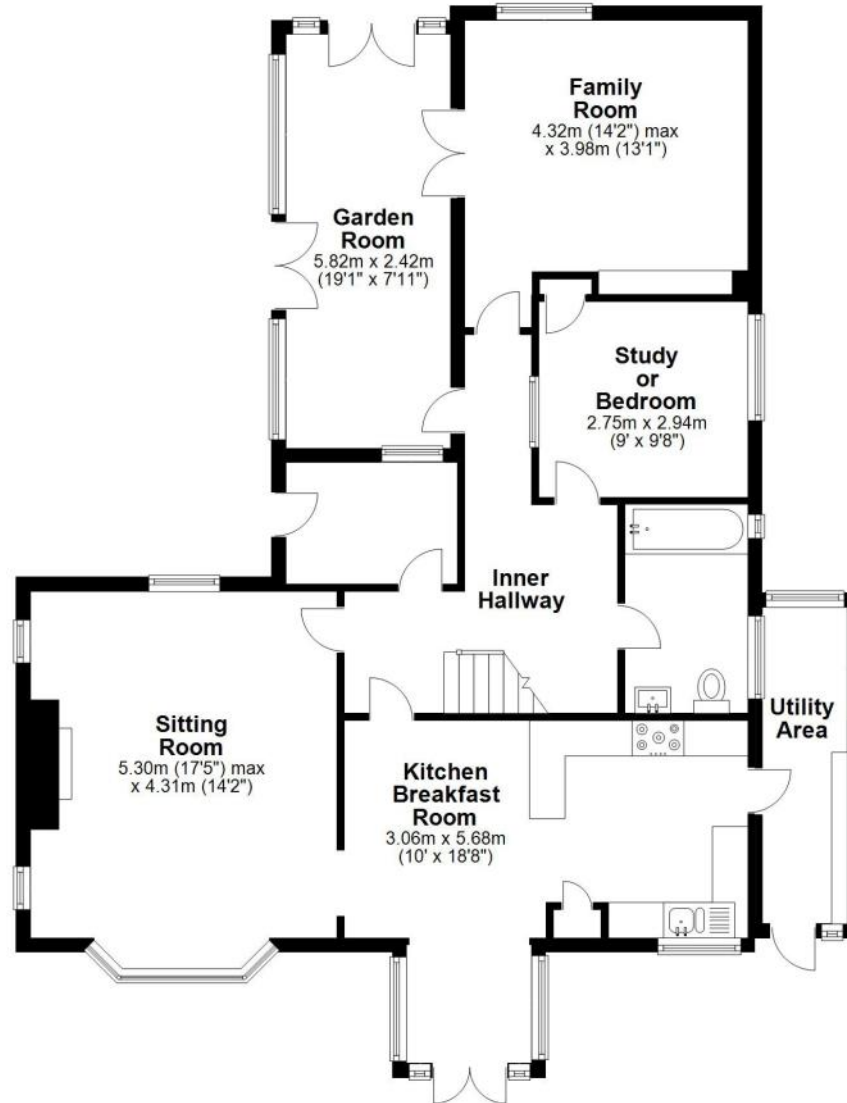 Family
Room
4.32m (14'2") max
x 3.98m (13'1")
Garden
Room
5.82m x 2.42m
(19'1" x 7'11")
Study
or
Bedroom
2.75m x 2.94m
(9' x 9'8")
Inner
Hallway
Sitting
Room
5.30m (17'5") max
x 4.31m (14'2")
Kitchen
Breakfast
Room
3.06m x 5.68m
(10' x 18'8")
Utility
Area